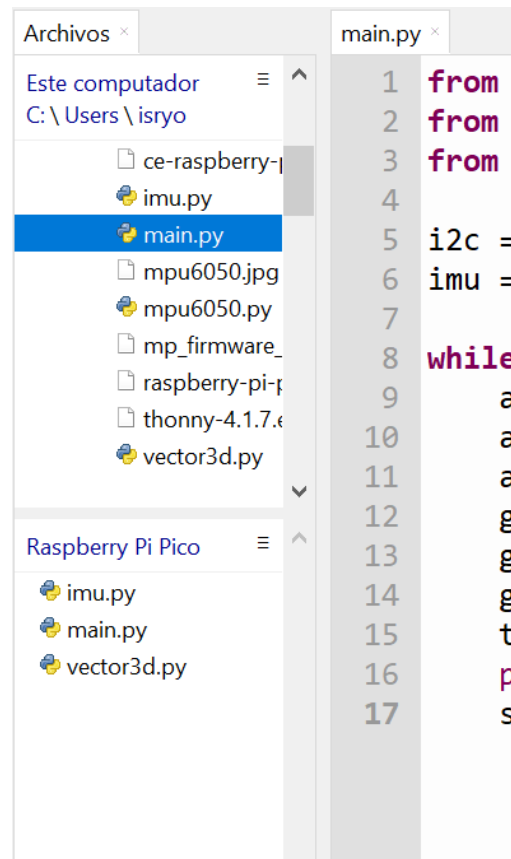 Archivos ×
Este computador ≡
C: \ Users \ isryo
ce-raspberry-p
imu.py
main.py
mpu6050.jpg
mpu6050.py
mp_firmware_
raspberry-pi-p
thonny-4.1.7.e
vector3d.py
Raspberry Pi Pico ≡
imu.py
main.py
vector3d.py
main.py ×
1 from
2 from
3 from
4
5 i2c =
6 imu =
7
8 while
9 a
10 a
11 a
12 g
13 g
14 g
15 t
16 p
17 s